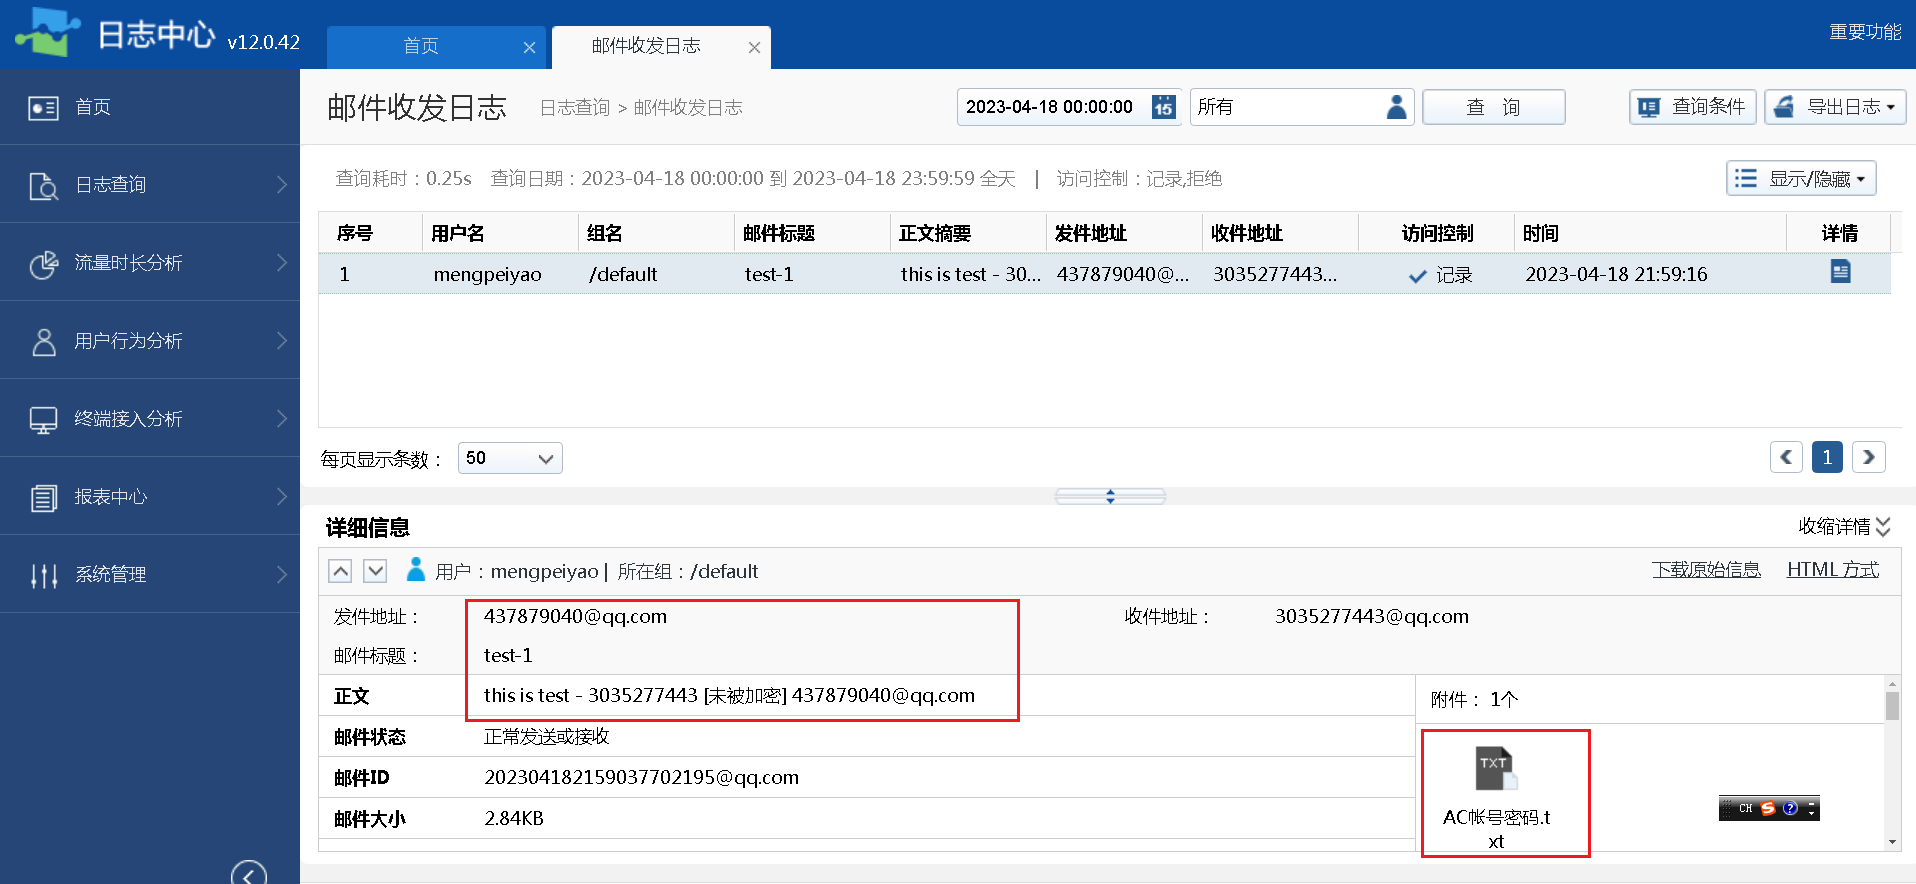 日志中心 v12.0.42
首页
邮件收发日志
重要功能
首页
日志查询
流量时长分析
用户行为分析
终端接入分析
报表中心
系统管理
邮件收发日志
日志查询 > 邮件收发日志
2023-04-18 00:00:00
15
所有
查 询
查询条件
导出日志
查询耗时：0.25s 查询日期：2023-04-18 00:00:00 到 2023-04-18 23:59:59 全天 | 访问控制：记录,拒绝
显示/隐藏
序号 用户名 组名 邮件标题 正文摘要 发件地址 收件地址 访问控制 时间 详情
1 mengpeiyao /default test-1 this is test - 30... 437879040@q... 3035277443... 记录 2023-04-18 21:59:16
每页显示条数： 50
1
详细信息
收缩详情
用户：mengpeiyao | 所在组：/default
下载原始信息 HTML 方式
发件地址： 437879040@qq.com 收件地址： 3035277443@qq.com
邮件标题： test-1
正文 this is test - 3035277443 [未被加密] 437879040@qq.com
邮件状态 正常发送或接收
邮件ID 202304182159037702195@qq.com
邮件大小 2.84KB
附件： 1个
TXT
AC帐号密码.t
xt
CH S ?